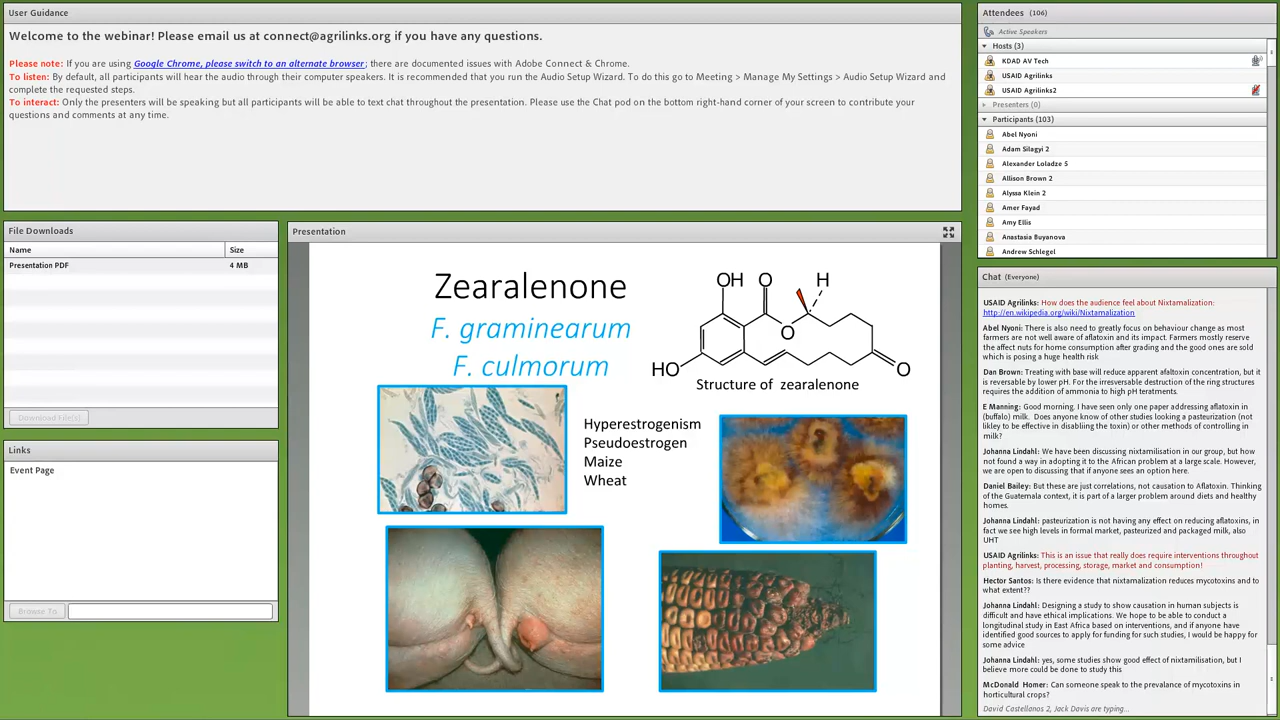 User Guidance
Welcome to the webinar! Please email us at connect@agrilinks.org if you have any questions.
Please note: If you are using Google Chrome, please switch to an alternate browser; there are documented issues with Adobe Connect & Chrome.
To listen: By default, all participants will hear the audio through their computer speakers. It is recommended that you run the Audio Setup Wizard. To do this go to Meeting > Manage My Settings > Audio Setup Wizard and
complete the requested steps.
To interact: Only the presenters will be speaking but all participants will be able to text chat throughout the presentation. Please use the Chat pod on the bottom right-hand corner of your screen to contribute your
questions and comments at any time.
File Downloads
Name Size
Presentation PDF 4 MB
Download File(s)
Links
Event Page
Browse To
Presentation
Zearalenone
F. graminearum
F. culmorum
OH O H
O
HO O
Structure of zearalenone
Hyperestrogenism
Pseudoestrogen
Maize
Wheat
Attendees (106)
Active Speakers
Hosts (3)
KDAD AV Tech
USAID Agrilinks
USAID Agrilinks2
Presenters (0)
Participants (103)
Abel Nyoni
Adam Silagyi 2
Alexander Loladze 5
Allison Brown 2
Alyssa Klein 2
Amer Fayad
Amy Ellis
Anastasia Buyanova
Andrew Schlegel
Chat (Everyone)
USAID Agrilinks: How does the audience feel about Nixtamalization:
http://en.wikipedia.org/wiki/Nixtamalization
Abel Nyoni: There is also need to greatly focus on behaviour change as most
farmers are not well aware of aflatoxin and its impact. Farmers mostly reserve
the affect nuts for home consumption after grading and the good ones are sold
which is posing a huge health risk
Dan Brown: Treating with base will reduce apparent afaltoxin concentration, but it
is reversable by lower pH. For the irresversable destruction of the ring structures
requires the addition of ammonia to high pH teratments.
E Manning: Good morning. I have seen only one paper addressing aflatoxin in
(buffalo) milk. Does anyone know of other studies looking a pasteurization (not
liklely to be effective in disabling the toxin) or other methods of controlling in
milk?
Johanna Lindahl: We have been discussing nixtamilisation in our group, but how
not found a way in adopting it to the African problem at a large scale. However,
we are open to discussing that if anyone sees an option here.
Daniel Bailey: But these are just correlations, not causation to Aflatoxin. Thinking
of the Guatemala context, it is part of a larger problem around diets and healthy
homes.
Johanna Lindahl: pasteurization is not having any effect on reducing aflatoxins, in
fact we see high levels in formal market, pasteurized and packaged milk, also
UHT
USAID Agrilinks: This is an issue that really does require interventions throughout
planting, harvest, processing, storage, market and consumption!
Hector Santos: Is there evidence that nixtamalization reduces mycotoxins and to
what extent??
Johanna Lindahl: Designing a study to show causation in human subjects is
difficult and have ethical implications. We hope to be able to conduct a
longitudinal study in East Africa based on interventions, and if anyone have
identified good sources to apply for funding for such studies, I would be happy for
some advice
Johanna Lindahl: yes, some studies show good effect of nixtamilisation, but I
believe more could be done to study this
McDonald Homer: Can someone speak to the prevalance of mycotoxins in
horticultural crops?
David Castellanos 2, Jack Davis are typing...